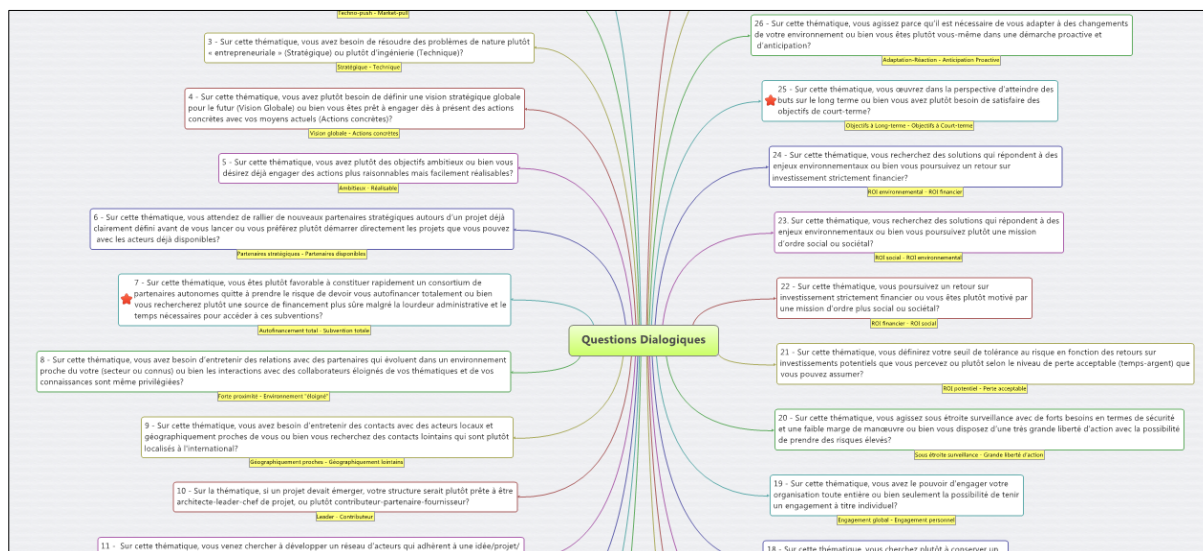 Techno-push - Market-pull
3 - Sur cette thématique, vous avez besoin de résoudre des problèmes de nature plutôt
« entrepreneuriale » (Stratégique) ou plutôt d'ingénierie (Technique)?
Stratégique - Technique
4 - Sur cette thématique, vous avez plutôt besoin de définir une vision stratégique globale
pour le futur (Vision Globale) ou bien vous êtes prêt à engager dès à présent des actions
concrètes avec vos moyens actuels (Actions concrètes)?
Vision globale - Actions concrètes
5 - Sur cette thématique, vous avez plutôt des objectifs ambitieux ou bien vous
désirez déjà engager des actions plus raisonnables mais facilement réalisables?
Ambitieux - Réalisable
6 - Sur cette thématique, vous attendez de rallier de nouveaux partenaires stratégiques autours d'un projet déjà
clairement défini avant de vous lancer ou vous préférez plutôt démarrer directement les projets que vous pouvez
avec les acteurs déjà disponibles?
Partenaires stratégiques - Partenaires disponibles
7 - Sur cette thématique, vous êtes plutôt favorable à constituer rapidement un consortium de
partenaires autonomes quitte à prendre le risque de devoir vous autofinancer totalement ou bien
vous rechercherez plutôt une source de financement plus sûre malgré la lourdeur administrative et le
temps nécessaires pour accéder à ces subventions?
Autofinancement total - Subvention totale
8 - Sur cette thématique, vous avez besoin d'entretenir des relations avec des partenaires qui évoluent dans un environnement
proche du votre (secteur ou connus) ou bien les interactions avec des collaborateurs éloignés de vos thématiques et de vos
connaissances sont même privilégiées?
Forte proximité - Environnement "éloigné"
9 - Sur cette thématique, vous avez besoin d'entretenir des contacts avec des acteurs locaux et
géographiquement proches de vous ou bien vous recherchez des contacts lointains qui sont plutôt
localisés à l'international?
Géographiquement proches - Géographiquement lointains
10 - Sur la thématique, si un projet devait émerger, votre structure serait plutôt prête à être
architecte-leader-chef de projet, ou plutôt contributeur-partenaire-fournisseur?
Leader - Contributeur
11 - Sur cette thématique, vous venez chercher à développer un réseau d'acteurs qui adhèrent à une idée/projet/
Questions Dialogiques
26 - Sur cette thématique, vous agissez parce qu'il est nécessaire de vous adapter à des changements
de votre environnement ou bien vous êtes plutôt vous-même dans une démarche proactive et
d'anticipation?
Adaptation-Réaction - Anticipation Proactive
25 - Sur cette thématique, vous œuvrez dans la perspective d'atteindre des
buts sur le long terme ou bien vous avez plutôt besoin de satisfaire des
objectifs de court-terme?
Objectifs à Long-terme - Objectifs à Court-terme
24 - Sur cette thématique, vous recherchez des solutions qui répondent à des
enjeux environnementaux ou bien vous poursuivez un retour sur
investissement strictement financier?
ROI environnemental - ROI financier
23. Sur cette thématique, vous recherchez des solutions qui répondent à des
enjeux environnementaux ou bien vous poursuivez plutôt une mission
d'ordre social ou sociétal?
ROI social - ROI environnemental
22 - Sur cette thématique, vous poursuivez un retour sur
investissement strictement financier ou vous êtes plutôt motivé par
une mission d'ordre plus social ou sociétal?
ROI financier - ROI social
21 - Sur cette thématique, vous définirez votre seuil de tolérance au risque en fonction des retours sur
investissements potentiels que vous percevez ou plutôt selon le niveau de perte acceptable (temps-argent) que
vous pouvez assumer?
ROI potentiel - Perte acceptable
20 - Sur cette thématique, vous agissez sous étroite surveillance avec de forts besoins en termes de sécurité
et une faible marge de manœuvre ou bien vous disposez d'une très grande liberté d'action avec la possibilité
de prendre des risques élevés?
Sous étroite surveillance - Grande liberté d'action
19 - Sur cette thématique, vous avez le pouvoir d'engager votre
organisation toute entière ou bien seulement la possibilité de tenir
un engagement à titre individuel?
Engagement global - Engagement personnel
18 - Sur cette thématique, vous cherchez plutôt à conserver un